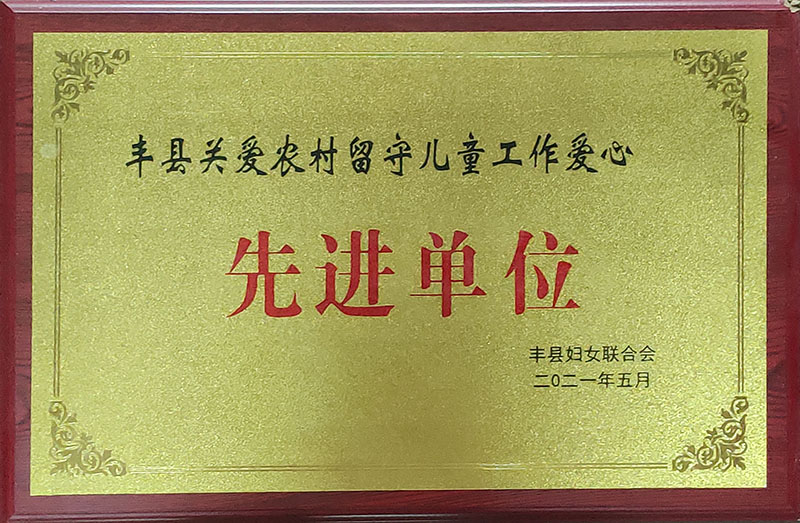 丰县关爱农村留守儿童工作爱心
先进单位
丰县妇女联合会
二〇二一年五月